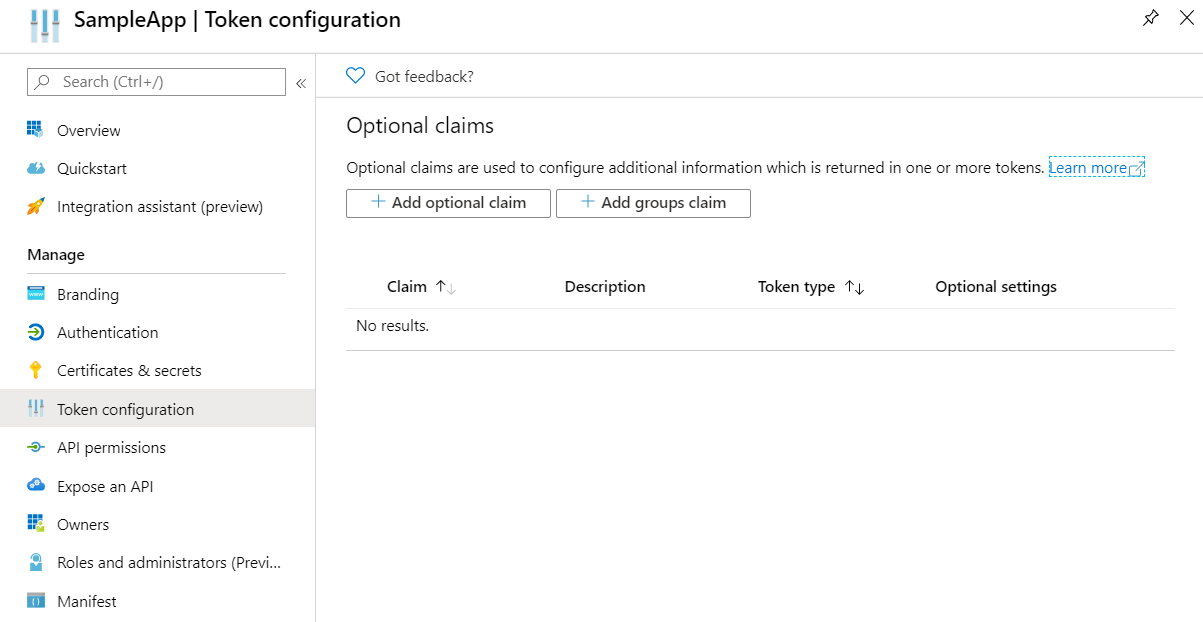 SampleApp | Token configuration
Search (Ctrl+/)
«
Overview
Quickstart
Integration assistant (preview)
Manage
Branding
Authentication
Certificates & secrets
Token configuration
API permissions
Expose an API
Owners
Roles and administrators (Previ...
Manifest
Got feedback?
Optional claims
Optional claims are used to configure additional information which is returned in one or more tokens. Learn more
+ Add optional claim + Add groups claim
Claim ↑↓ Description Token type ↑↓ Optional settings
No results.